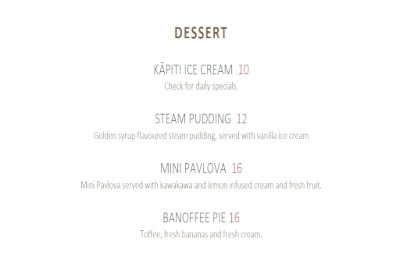 DESSERT
KĀPITI ICE CREAM 10
Check for daily specials.
STEAM PUDDING 12
Golden syrup flavoured steam pudding, served with vanilla ice cream
MINI PAVLOVA 16
Mini Pavlova served with kawakawa and lemon infused cream and fresh fruit.
BANOFFEE PIE 16
Toffee, fresh bananas and fresh cream.